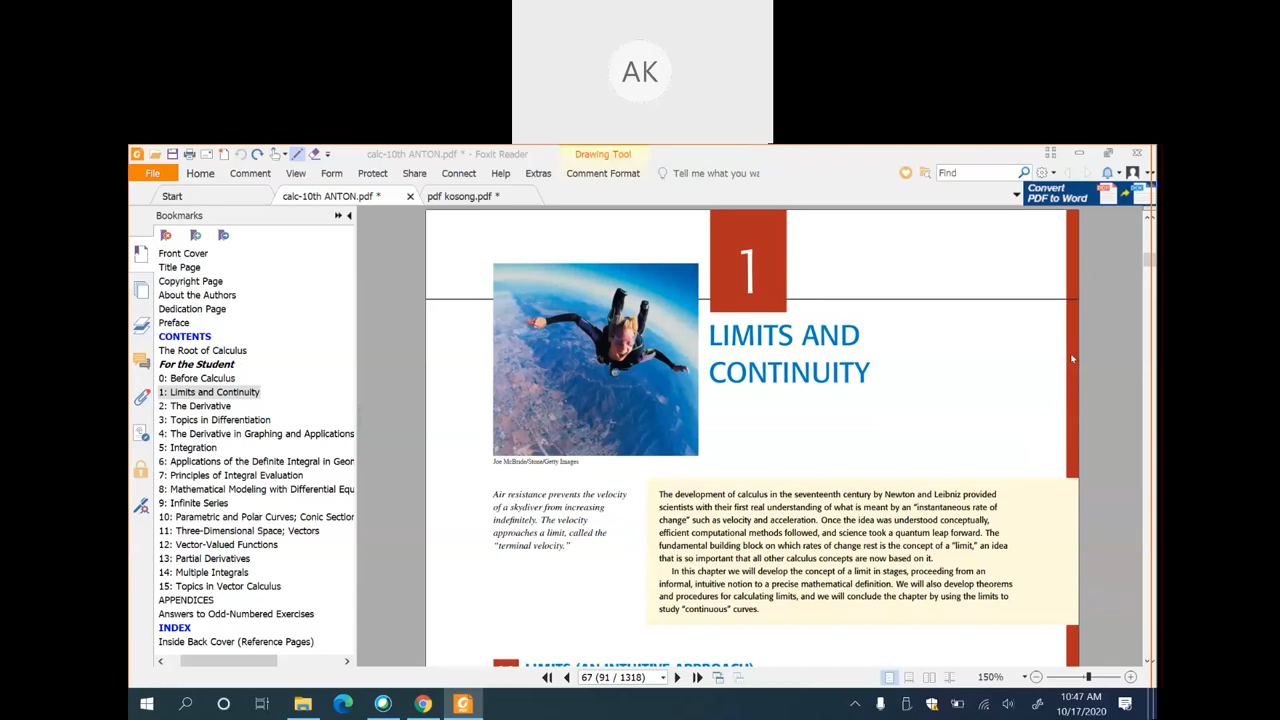 AK
calc-10th ANTON.pdf * - Foxit Reader
Drawing Tool
File Home Comment View Form Protect Share Connect Help Extras Comment Format Tell me what you wa
Find
Start
calc-10th ANTON.pdf *
pdf kosong.pdf *
Convert
PDF to Word
Bookmarks
Front Cover
Title Page
Copyright Page
About the Authors
Dedication Page
Preface
CONTENTS
The Root of Calculus
For the Student
0: Before Calculus
1: Limits and Continuity
2: The Derivative
3: Topics in Differentiation
4: The Derivative in Graphing and Applications
5: Integration
6: Applications of the Definite Integral in Geor
7: Principles of Integral Evaluation
8: Mathematical Modeling with Differential Equ
9: Infinite Series
10: Parametric and Polar Curves; Conic Section
11: Three-Dimensional Space; Vectors
12: Vector-Valued Functions
13: Partial Derivatives
14: Multiple Integrals
15: Topics in Vector Calculus
APPENDICES
Answers to Odd-Numbered Exercises
INDEX
Inside Back Cover (Reference Pages)
1
LIMITS AND
CONTINUITY
Joe McBride/Stone/Getty Images
Air resistance prevents the velocity
of a skydiver from increasing
indefinitely. The velocity
approaches a limit, called the
“terminal velocity.”
The development of calculus in the seventeenth century by Newton and Leibniz provided
scientists with their first real understanding of what is meant by an “instantaneous rate of
change” such as velocity and acceleration. Once the idea was understood conceptually,
efficient computational methods followed, and science took a quantum leap forward. The
fundamental building block on which rates of change rest is the concept of a “limit,” an idea
that is so important that all other calculus concepts are now based on it.
In this chapter we will develop the concept of a limit in stages, proceeding from an
informal, intuitive notion to a precise mathematical definition. We will also develop theorems
and procedures for calculating limits, and we will conclude the chapter by using the limits to
study “continuous” curves.
LIMITS (AN INTUITIVE APPROACH)
67 (91 / 1318)
150%
10:47 AM
10/17/2020